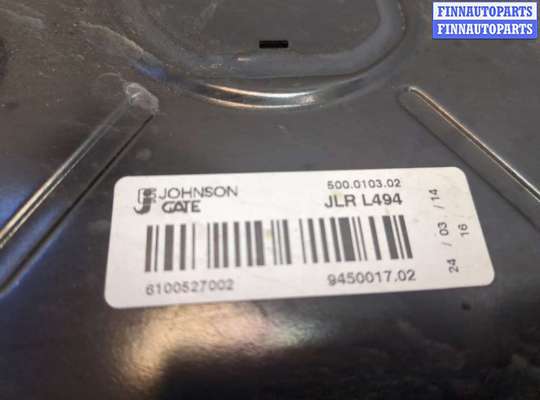 FINNAUTOPARTS
FINNAUTOPARTS
JOHNSON
GATE
500.0103.02
JLR L494
6100527002
9450017.02
24 / 03 / 14
16